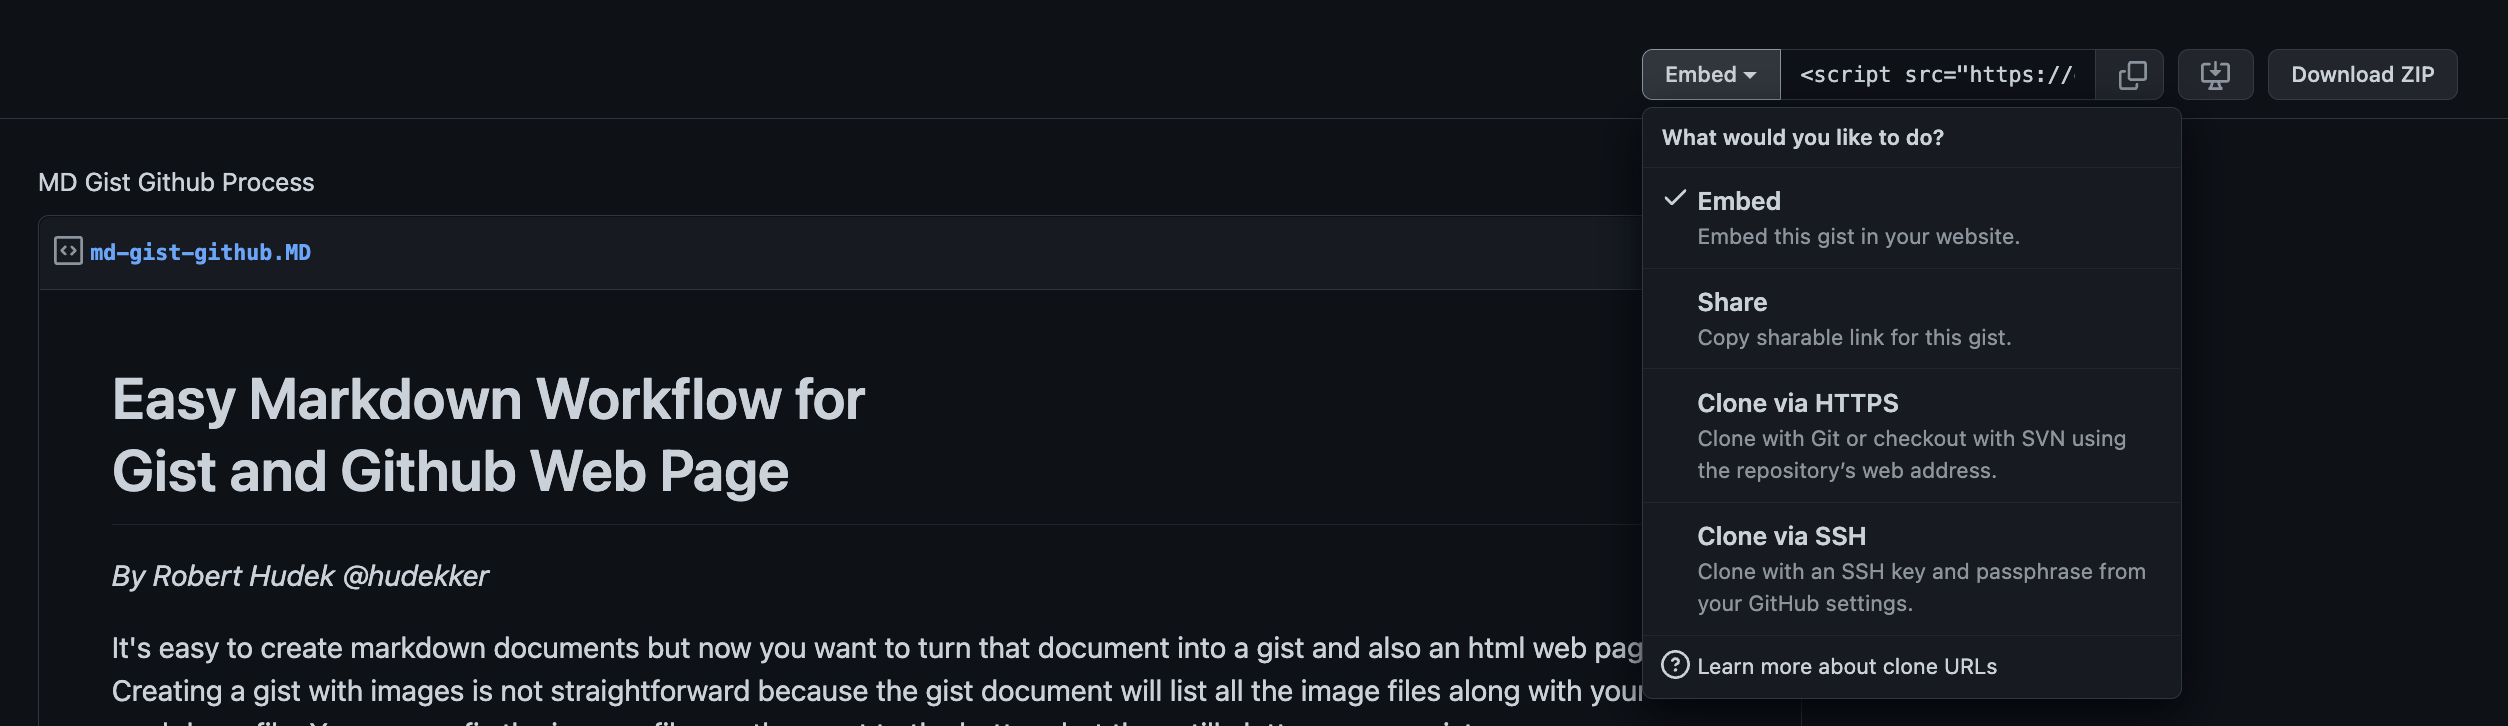 Embed
<script src="https://
Download ZIP
What would you like to do?
Embed
Embed this gist in your website.
Share
Copy sharable link for this gist.
Clone via HTTPS
Clone with Git or checkout with SVN using
the repository’s web address.
Clone via SSH
Clone with an SSH key and passphrase from
your GitHub settings.
Learn more about clone URLs
MD Gist Github Process
md-gist-github.MD
Easy Markdown Workflow for
Gist and Github Web Page
By Robert Hudek @hudekker
It's easy to create markdown documents but now you want to turn that document into a gist and also an html web pag
Creating a gist with images is not straightforward because the gist document will list all the image files along with your